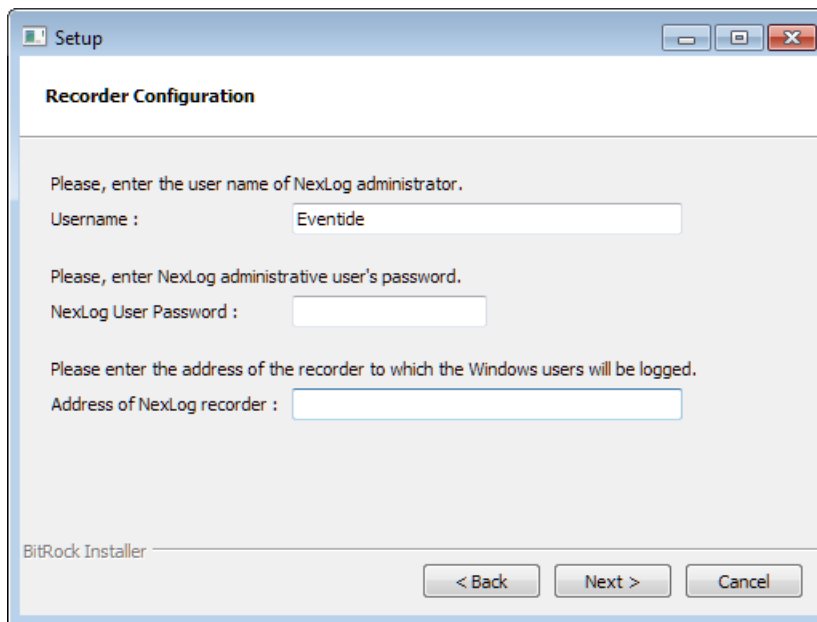 Setup
Recorder Configuration
Please, enter the user name of NexLog administrator.
Username :
Eventide
Please, enter NexLog administrative user's password.
NexLog User Password :
Please enter the address of the recorder to which the Windows users will be logged.
Address of NexLog recorder :
BitRock Installer
< Back
Next >
Cancel